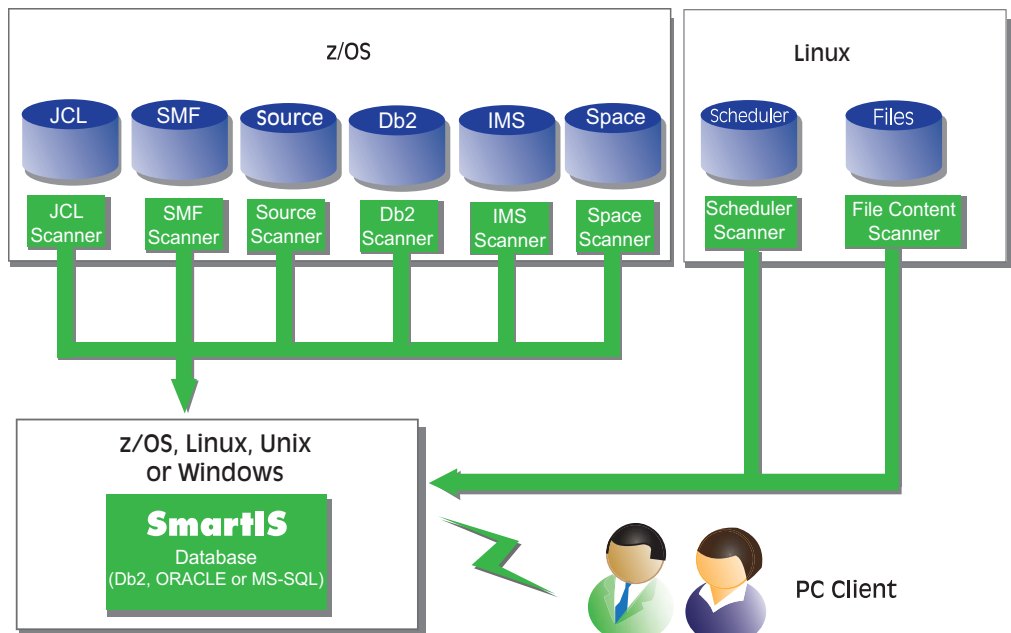 z/OS
Linux
JCL
SMF
Source
Db2
IMS
Space
Scheduler
Files
JCL
Scanner
SMF
Scanner
Source
Scanner
Db2
Scanner
IMS
Scanner
Space
Scanner
Scheduler
Scanner
File Content
Scanner
z/OS, Linux, Unix
or Windows
SmartIS
Database
(Db2, ORACLE or MS-SQL)
PC Client